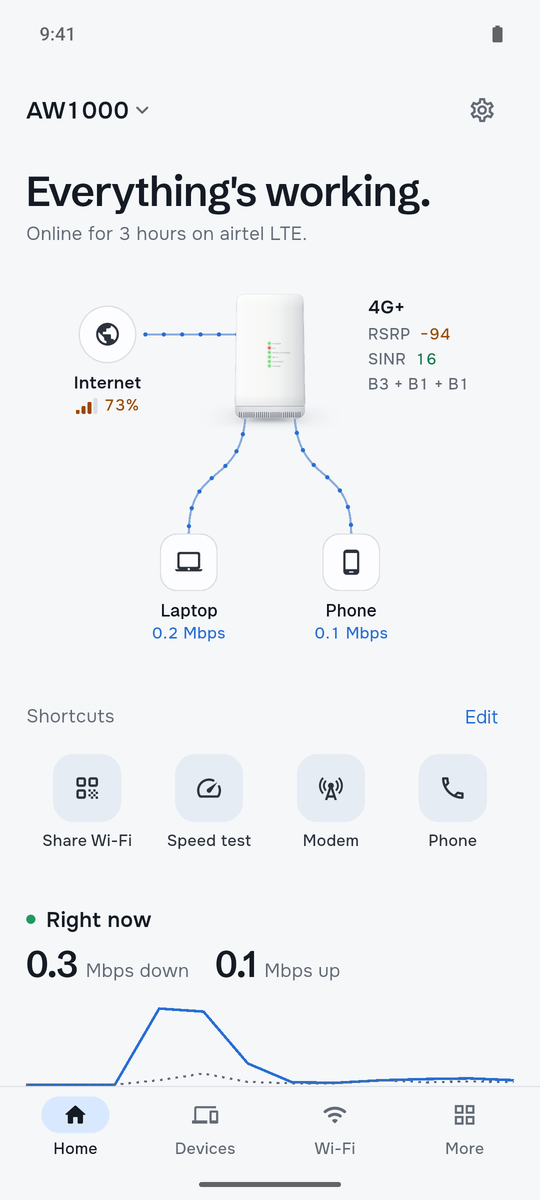 9:41
AW1000
Everything's working.
Online for 3 hours on airtel LTE.
4G+
RSRP -94
SINR 16
B3 + B1 + B1
Internet
73%
Laptop
0.2 Mbps
Phone
0.1 Mbps
Shortcuts
Edit
Share Wi-Fi
Speed test
Modem
Phone
Right now
0.3 Mbps down 0.1 Mbps up
Home
Devices
Wi-Fi
More